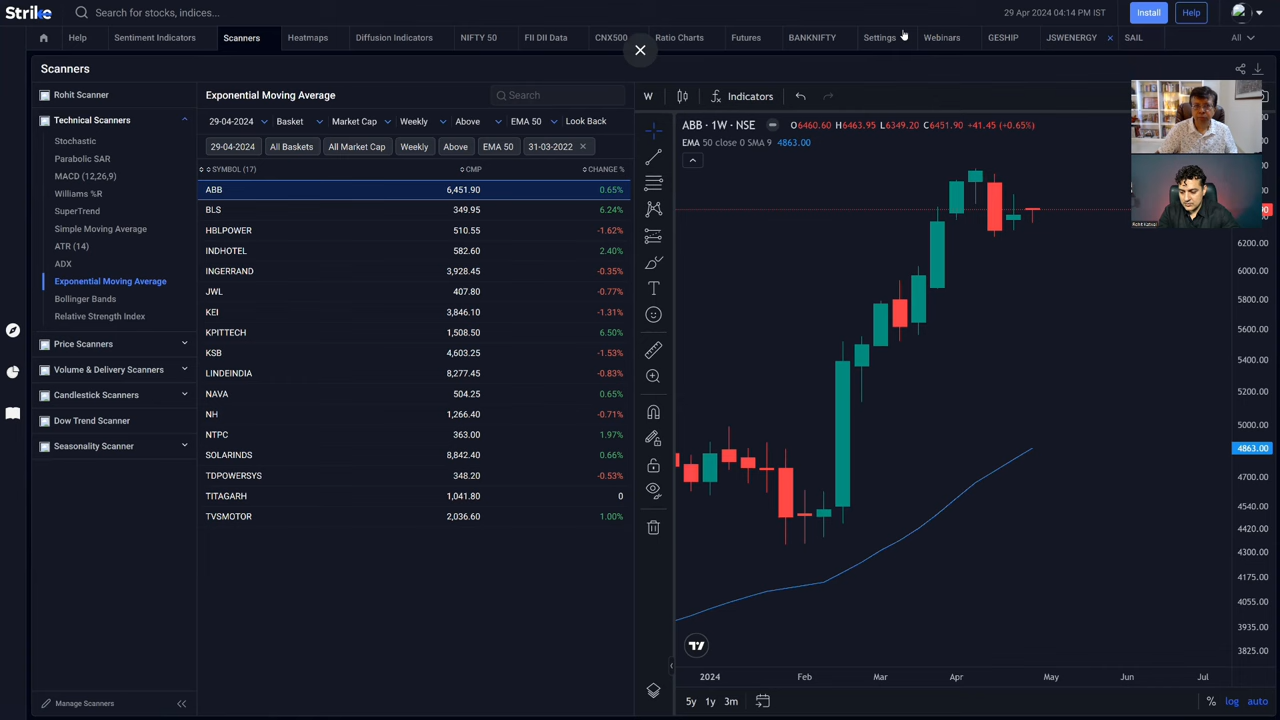 Strike
Search for stocks, indices...
29 Apr 2024 04:14 PM IST
Install
Help
Help
Sentiment Indicators
Scanners
Heatmaps
Diffusion Indicators
NIFTY 50
FII DII Data
CNX500
Ratio Charts
Futures
BANKNIFTY
Settings
Webinars
GESHIP
JSWENERGY
SAIL
All
Scanners
Rohit Scanner
Technical Scanners
Stochastic
Parabolic SAR
MACD (12,26,9)
Williams %R
SuperTrend
Simple Moving Average
ATR (14)
ADX
Exponential Moving Average
Bollinger Bands
Relative Strength Index
Price Scanners
Volume & Delivery Scanners
Candlestick Scanners
Dow Trend Scanner
Seasonality Scanner
Manage Scanners
Exponential Moving Average
Search
29-04-2024 Basket Market Cap Weekly Above EMA 50 Look Back
29-04-2024 All Baskets All Market Cap Weekly Above EMA 50 31-03-2022
SYMBOL (17) CMP CHANGE %
ABB 6,451.90 0.65%
BLS 349.95 6.24%
HBLPOWER 510.55 -1.62%
INDHOTEL 582.60 2.40%
INGERRAND 3,928.45 -0.35%
JWL 407.80 -0.77%
KEI 3,846.10 -1.31%
KPITTECH 1,508.50 6.50%
KSB 4,603.25 -1.53%
LINDEINDIA 8,277.45 -0.83%
NAVA 504.25 0.65%
NH 1,266.40 -0.71%
NTPC 363.00 1.97%
SOLARINDS 8,842.40 0.66%
TDPOWERSYS 348.20 -0.53%
TITAGARH 1,041.80 0
TVSMOTOR 2,036.60 1.00%
W
Indicators
ABB · 1W · NSE O6460.60 H6463.95 L6349.20 C6451.90 +41.45 (+0.65%)
EMA 50 close 0 SMA 9 4863.00
6200.00
6000.00
5800.00
5600.00
5400.00
5200.00
5000.00
4863.00
4700.00
4540.00
4420.00
4300.00
4175.00
4055.00
3935.00
3825.00
2024 Feb Mar Apr May Jun Jul
5y 1y 3m
% log auto